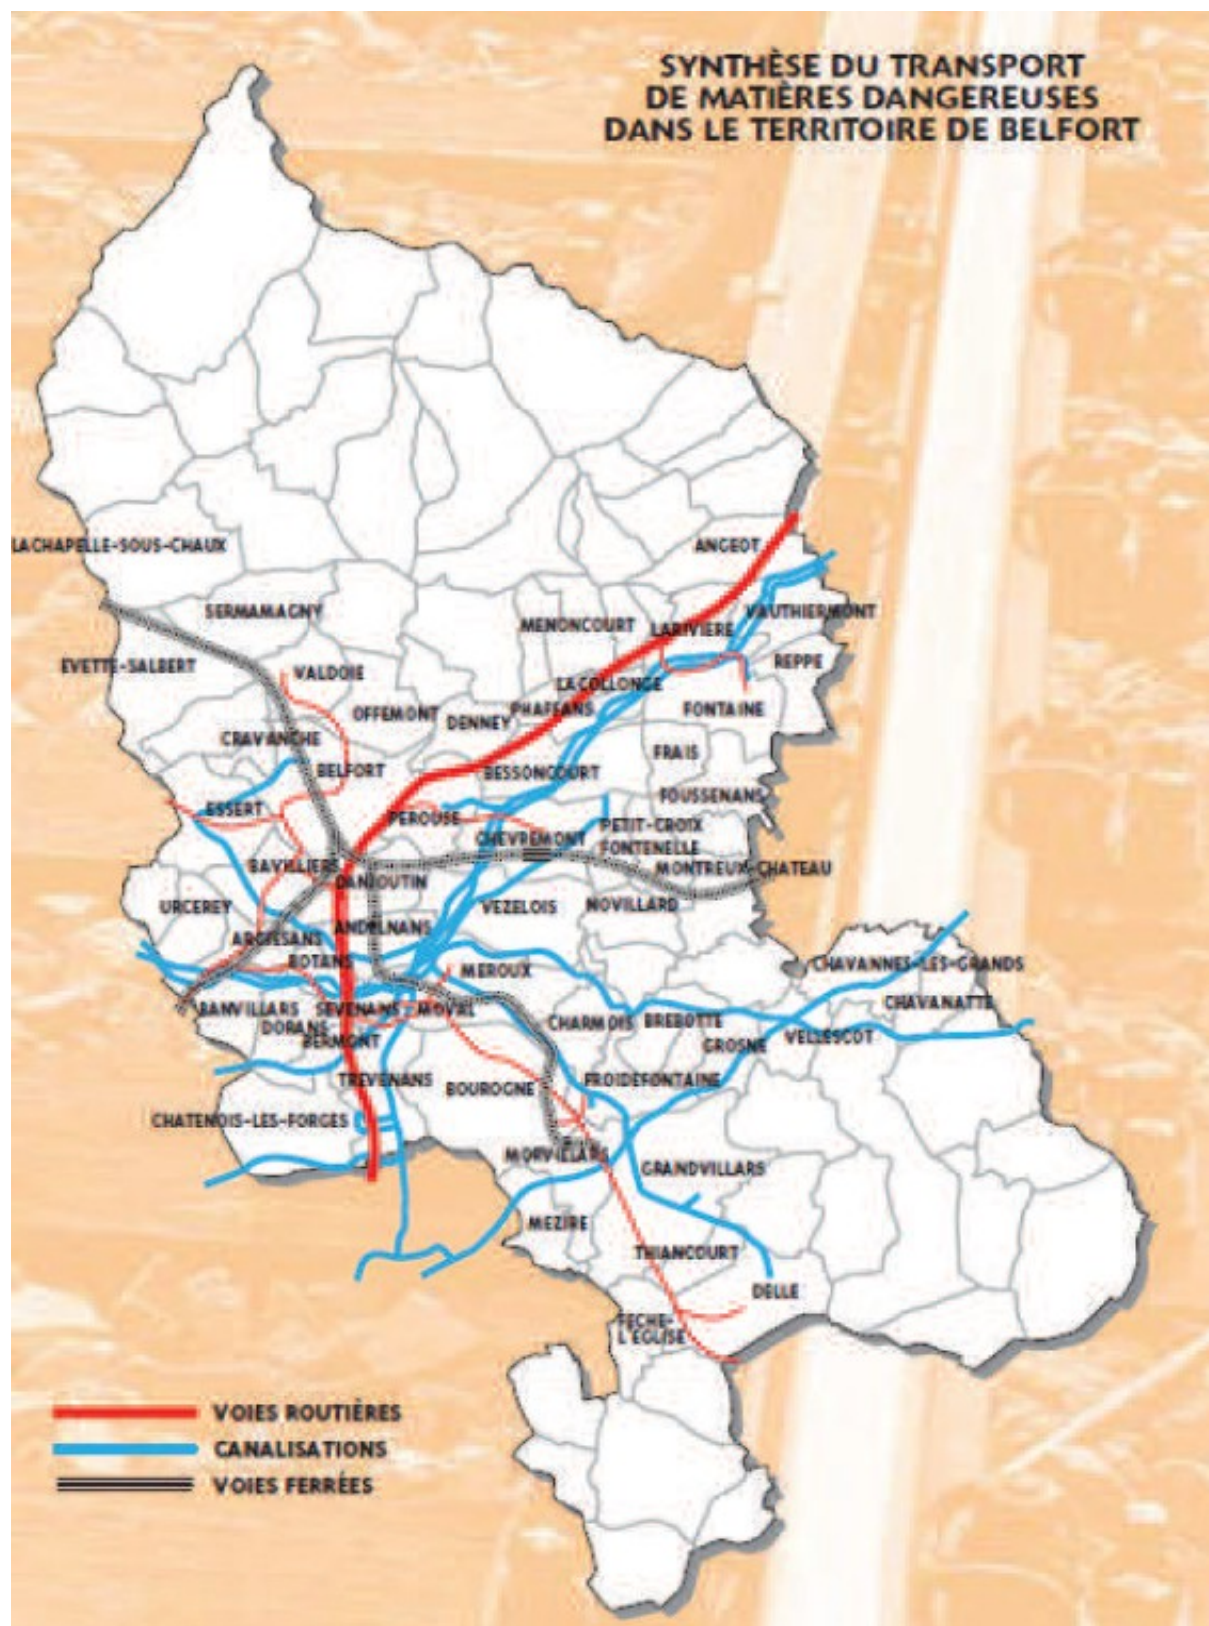 SYNTHÈSE DU TRANSPORT
DE MATIÈRES DANGEREUSES
DANS LE TERRITOIRE DE BELFORT
LACHAPELLE-SOUS-CHAUX
ANGEOT
SERMAMAGNY
MENONCOURT
LARIVIERE
VAUTHIERMONT
EVETTE-SALBERT
VALDOIE
REPPE
LACOLLONGE
OFFEMONT
DENNEY
PHAFFANS
FONTAINE
CRAVANCHE
FRAIS
BELFORT
BESSONCOURT
FOUSSENANS
ESSERT
PEROUSE
PETIT-CROIX
CHEVREMONT
FONTENELLE
BAVILLIERS
MONTREUX-CHATEAU
DANJOUTIN
URCEREY
VEZELOIS
NOVILLARD
ANDELNANS
ARGIESANS
BOTANS
MEROUX
CHAVANNES-LES-GRANDS
BANVILLARS
SEVENANS
MOVAL
CHAVANATTE
DORANS
CHARMOIS
BREBOTTE
BERMONT
GROSNE
VELLESCOT
TREVENANS
BOUROGNE
FROIDEFONTAINE
CHATENOIS-LES-FORGES
MORVILLARS
GRANDVILLARS
MEZIRE
THIANCOURT
DELLE
FECHE-
L'EGLISE
VOIES ROUTIÈRES
CANALISATIONS
VOIES FERRÉES